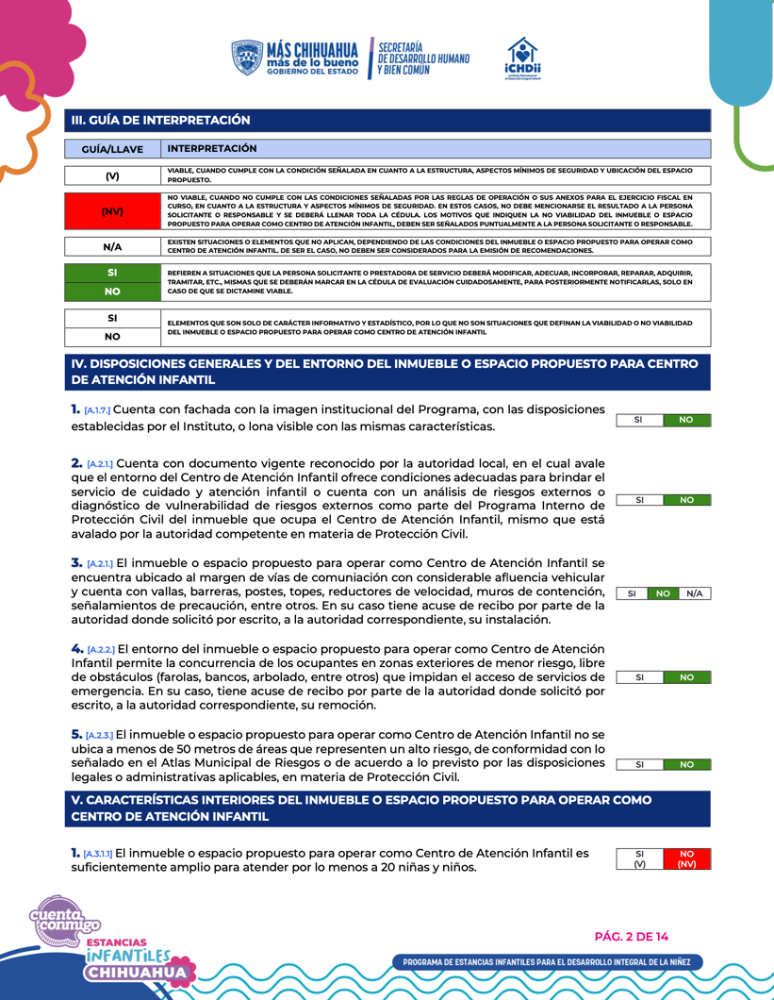 MÁS CHIHUAHUA
más de lo bueno
GOBIERNO DEL ESTADO
SECRETARÍA
DE DESARROLLO HUMANO
Y BIEN COMÚN
iCHDii
III. GUÍA DE INTERPRETACIÓN
GUÍA/LLAVE INTERPRETACIÓN
(V)
VIABLE, CUANDO CUMPLE CON LA CONDICIÓN SEÑALADA EN CUANTO A LA ESTRUCTURA, ASPECTOS MÍNIMOS DE SEGURIDAD Y UBICACIÓN DEL ESPACIO
PROPUESTO.
(NV)
NO VIABLE, CUANDO NO CUMPLE CON LAS CONDICIONES SEÑALADAS POR LAS REGLAS DE OPERACIÓN O SUS ANEXOS PARA EL EJERCICIO FISCAL EN
CURSO, EN CUANTO A LA ESTRUCTURA Y ASPECTOS MÍNIMOS DE SEGURIDAD. EN ESTOS CASOS, NO DEBE MENCIONARSE EL RESULTADO A LA PERSONA
SOLICITANTE O RESPONSABLE Y SE DEBERÁ LLENAR TODA LA CÉDULA. LOS MOTIVOS QUE INDIQUEN LA NO VIABILIDAD DEL INMUEBLE O ESPACIO
PROPUESTO PARA OPERAR COMO CENTRO DE ATENCIÓN INFANTIL, DEBEN SER SEÑALADOS PUNTUALMENTE A LA PERSONA SOLICITANTE O RESPONSABLE.
N/A
EXISTEN SITUACIONES O ELEMENTOS QUE NO APLICAN, DEPENDIENDO DE LAS CONDICIONES DEL INMUEBLE O ESPACIO PROPUESTO PARA OPERAR COMO
CENTRO DE ATENCIÓN INFANTIL. DE SER EL CASO, NO DEBEN SER CONSIDERADOS PARA LA EMISIÓN DE RECOMENDACIONES.
SI
NO
REFIEREN A SITUACIONES QUE LA PERSONA SOLICITANTE O PRESTADORA DE SERVICIO DEBERÁ MODIFICAR, ADECUAR, INCORPORAR, REPARAR, ADQUIRIR,
TRAMITAR, ETC., MISMAS QUE SE DEBERÁN MARCAR EN LA CÉDULA DE EVALUACIÓN CUIDADOSAMENTE, PARA POSTERIORMENTE NOTIFICARLAS, SOLO EN
CASO DE QUE SE DICTAMINE VIABLE.
SI
NO
ELEMENTOS QUE SON SOLO DE CARÁCTER INFORMATIVO Y ESTADÍSTICO, POR LO QUE NO SON SITUACIONES QUE DEFINAN LA VIABILIDAD O NO VIABILIDAD
DEL INMUEBLE O ESPACIO PROPUESTO PARA OPERAR COMO CENTRO DE ATENCIÓN INFANTIL
IV. DISPOSICIONES GENERALES Y DEL ENTORNO DEL INMUEBLE O ESPACIO PROPUESTO PARA CENTRO
DE ATENCIÓN INFANTIL
1. [A.1.7.] Cuenta con fachada con la imagen institucional del Programa, con las disposiciones
establecidas por el Instituto, o lona visible con las mismas características.
SI NO
2. [A.2.1.] Cuenta con documento vigente reconocido por la autoridad local, en el cual avale
que el entorno del Centro de Atención Infantil ofrece condiciones adecuadas para brindar el
servicio de cuidado y atención infantil o cuenta con un análisis de riesgos externos o
diagnóstico de vulnerabilidad de riesgos externos como parte del Programa Interno de
Protección Civil del inmueble que ocupa el Centro de Atención Infantil, mismo que está
avalado por la autoridad competente en materia de Protección Civil.
SI NO
3. [A.2.1.] El inmueble o espacio propuesto para operar como Centro de Atención Infantil se
encuentra ubicado al margen de vías de comuniación con considerable afluencia vehicular
y cuenta con vallas, barreras, postes, topes, reductores de velocidad, muros de contención,
señalamientos de precaución, entre otros. En su caso tiene acuse de recibo por parte de la
autoridad donde solicitó por escrito, a la autoridad correspondiente, su instalación.
SI NO N/A
4. [A.2.2.] El entorno del inmueble o espacio propuesto para operar como Centro de Atención
Infantil permite la concurrencia de los ocupantes en zonas exteriores de menor riesgo, libre
de obstáculos (farolas, bancos, arbolado, entre otros) que impidan el acceso de servicios de
emergencia. En su caso, tiene acuse de recibo por parte de la autoridad donde solicitó por
escrito, a la autoridad correspondiente, su remoción.
SI NO
5. [A.2.3.] El inmueble o espacio propuesto para operar como Centro de Atención Infantil no se
ubica a menos de 50 metros de áreas que representen un alto riesgo, de conformidad con lo
señalado en el Atlas Municipal de Riesgos o de acuerdo a lo previsto por las disposiciones
legales o administrativas aplicables, en materia de Protección Civil.
SI NO
V. CARACTERÍSTICAS INTERIORES DEL INMUEBLE O ESPACIO PROPUESTO PARA OPERAR COMO
CENTRO DE ATENCIÓN INFANTIL
1. [A.3.1.1] El inmueble o espacio propuesto para operar como Centro de Atención Infantil es
suficientemente amplio para atender por lo menos a 20 niñas y niños.
SI NO
(V) (NV)
cuenta
conmigo
ESTANCIAS
iNFANTiLES
CHIHUAHUA
PÁG. 2 DE 14
PROGRAMA DE ESTANCIAS INFANTILES PARA EL DESARROLLO INTEGRAL DE LA NIÑEZ